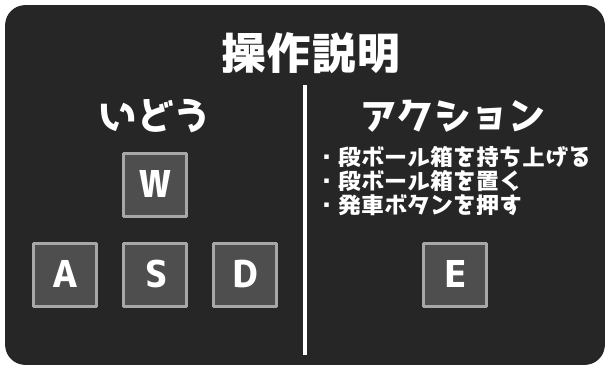 操作説明
いどう
W
A S D
アクション
・段ボール箱を持ち上げる
・段ボール箱を置く
・発車ボタンを押す
E